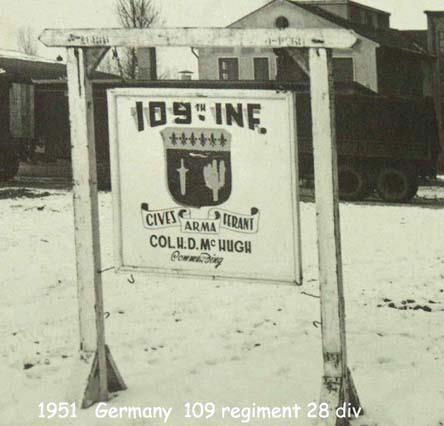 109TH INF.
CIVES ARMA FERANT
COL. H. D. McHUGH
Commanding
1951 Germany 109 regiment 28 div